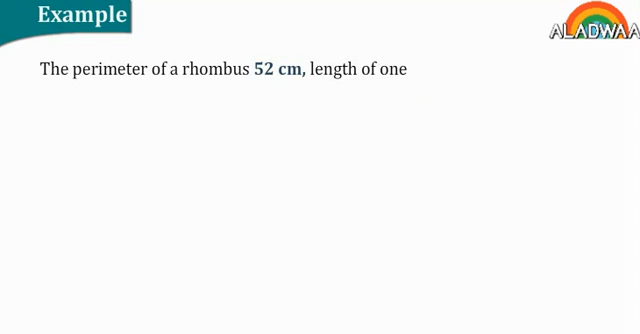 Example
ALADWAA
The perimeter of a rhombus 52 cm, length of one